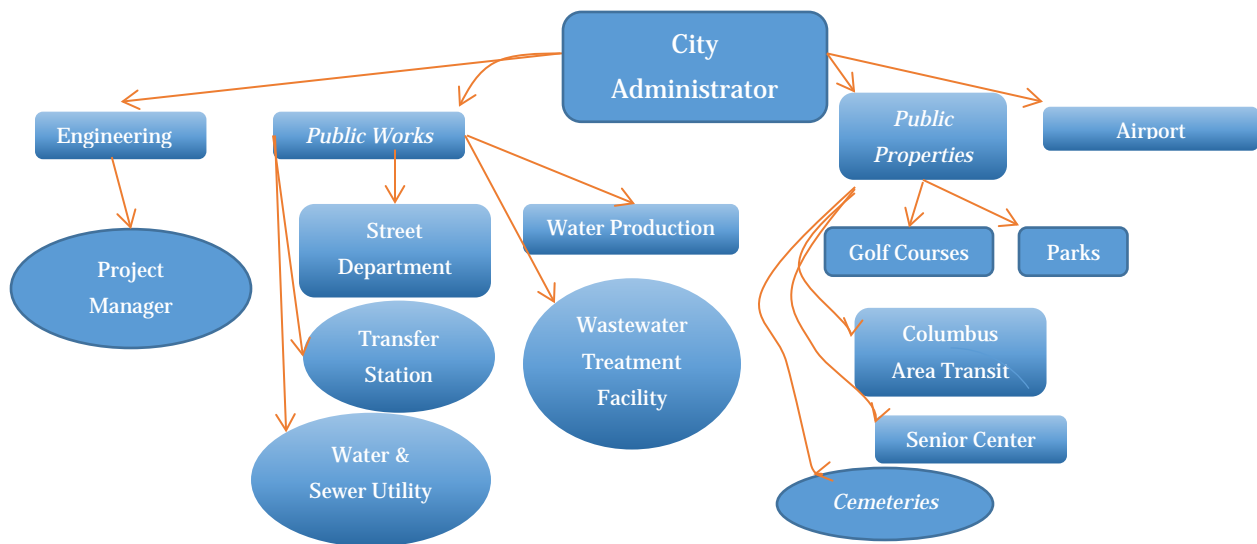 City
Administrator
Engineering
Public Works
Public
Properties
Airport
Street
Department
Water Production
Golf Courses
Parks
Project
Manager
Transfer
Station
Wastewater
Treatment
Facility
Columbus
Area Transit
Senior Center
Water &
Sewer Utility
Cemeteries